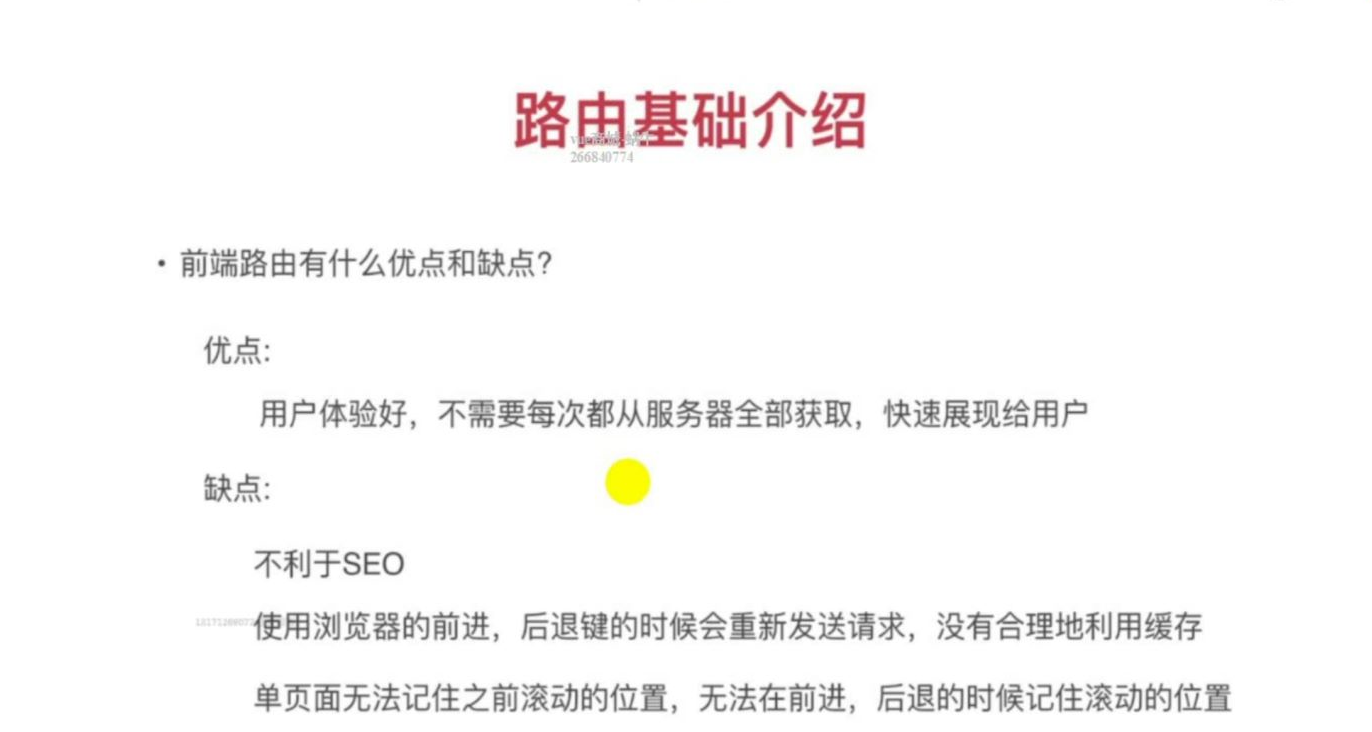 路由基础介绍
266840774
• 前端路由有什么优点和缺点?
优点:
用户体验好，不需要每次都从服务器全部获取，快速展现给用户
缺点:
不利于SEO
使用浏览器的前进，后退键的时候会重新发送请求，没有合理地利用缓存
单页面无法记住之前滚动的位置，无法在前进，后退的时候记住滚动的位置